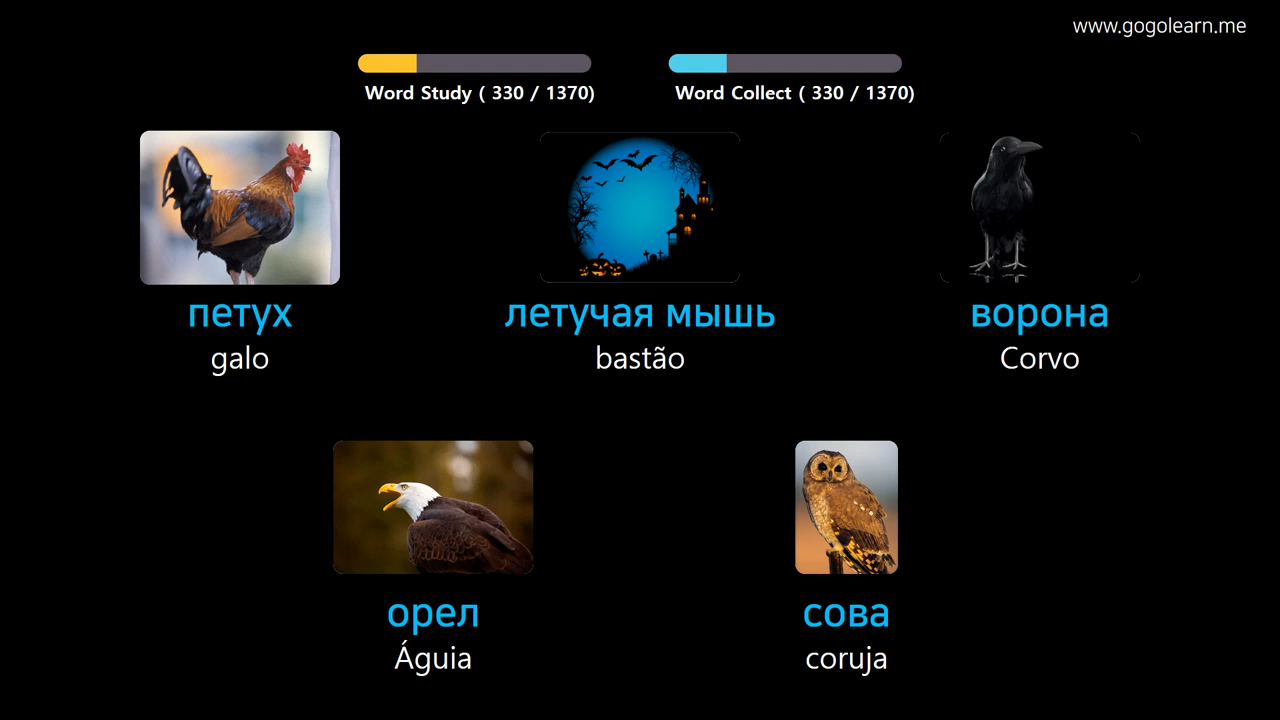 www.gogolearn.me
Word Study ( 330 / 1370)
Word Collect ( 330 / 1370)
петух
летучая мышь
ворона
galo
bastão
Corvo
орел
сова
Águia
coruja